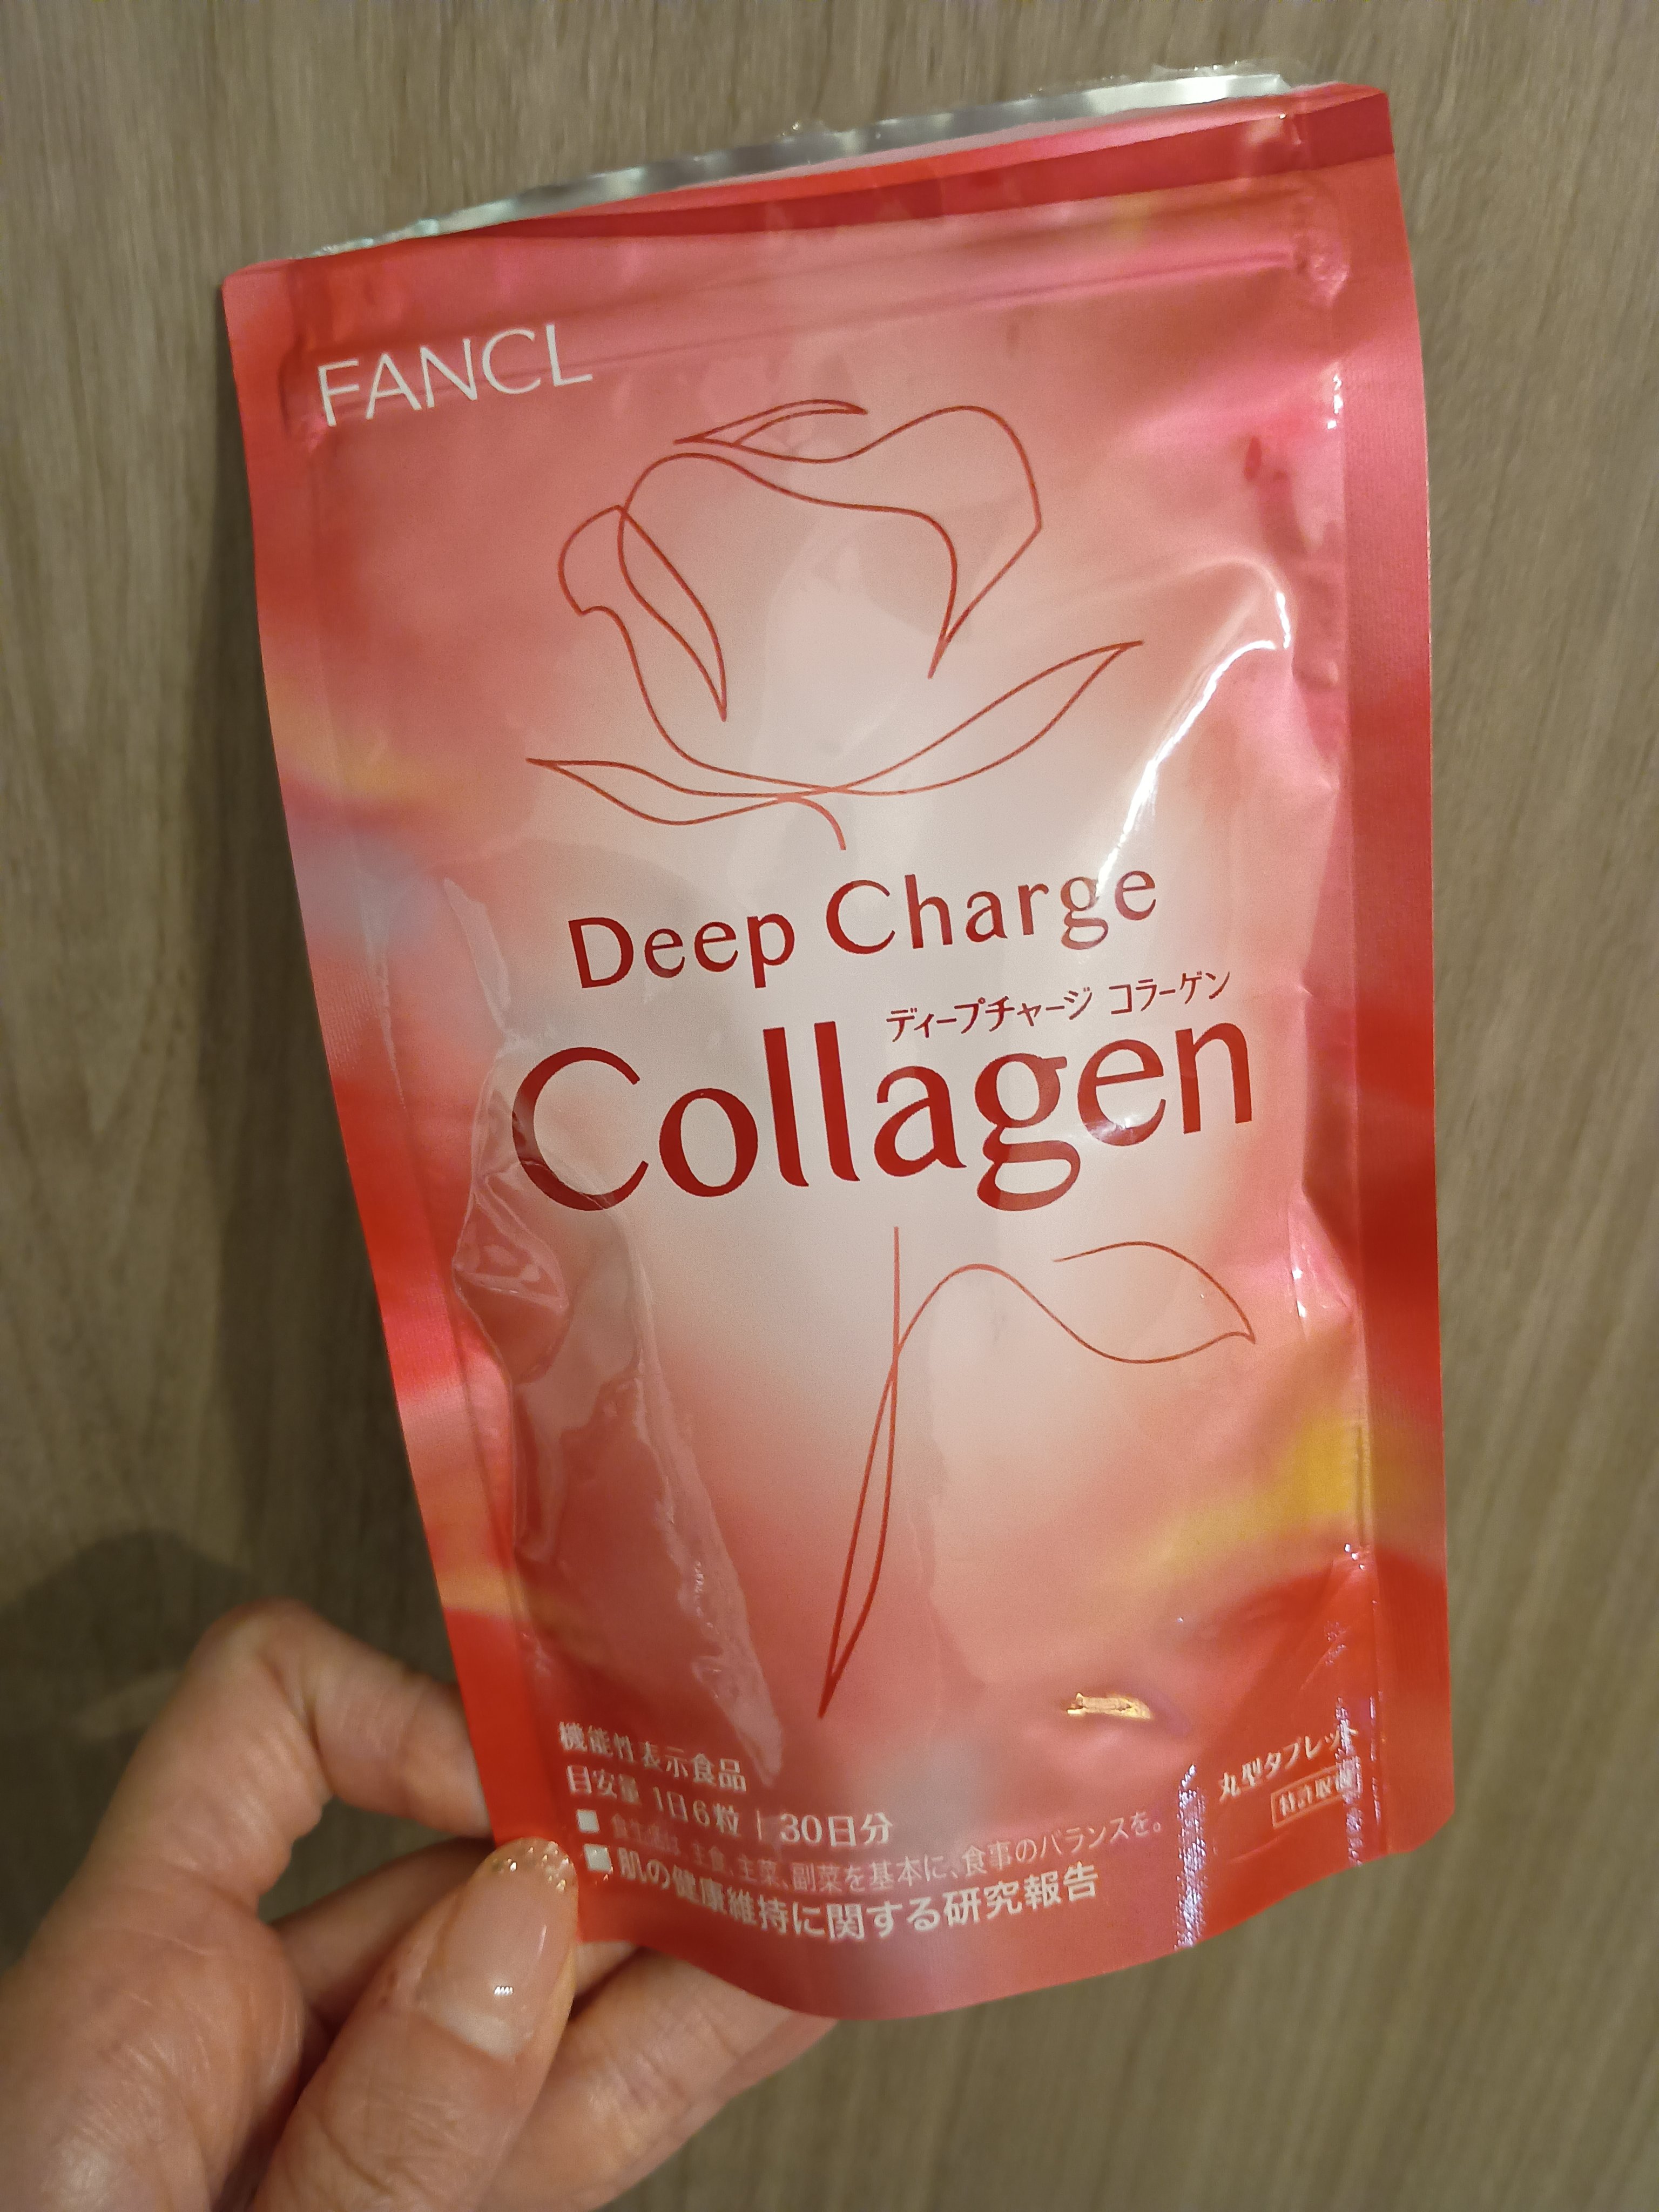 FANCL
Deep Charge
ディープチャージ コラーゲン
Collagen
機能性表示食品
目安量 1日6粒 | 30日分
丸型タブレット
特許取得
食生活は、主食、主菜、副菜を基本に、食事のバランスを。
肌の健康維持に関する研究報告